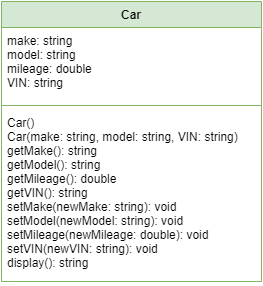 Car
make: string
model: string
mileage: double
VIN: string
Car()
Car(make: string, model: string, VIN: string)
getMake(): string
getModel(): string
getMileage(): double
getVIN(): string
setMake(newMake: string): void
setModel(newModel: string): void
setMileage(newMileage: double): void
setVIN(newVIN: string): void
display(): string